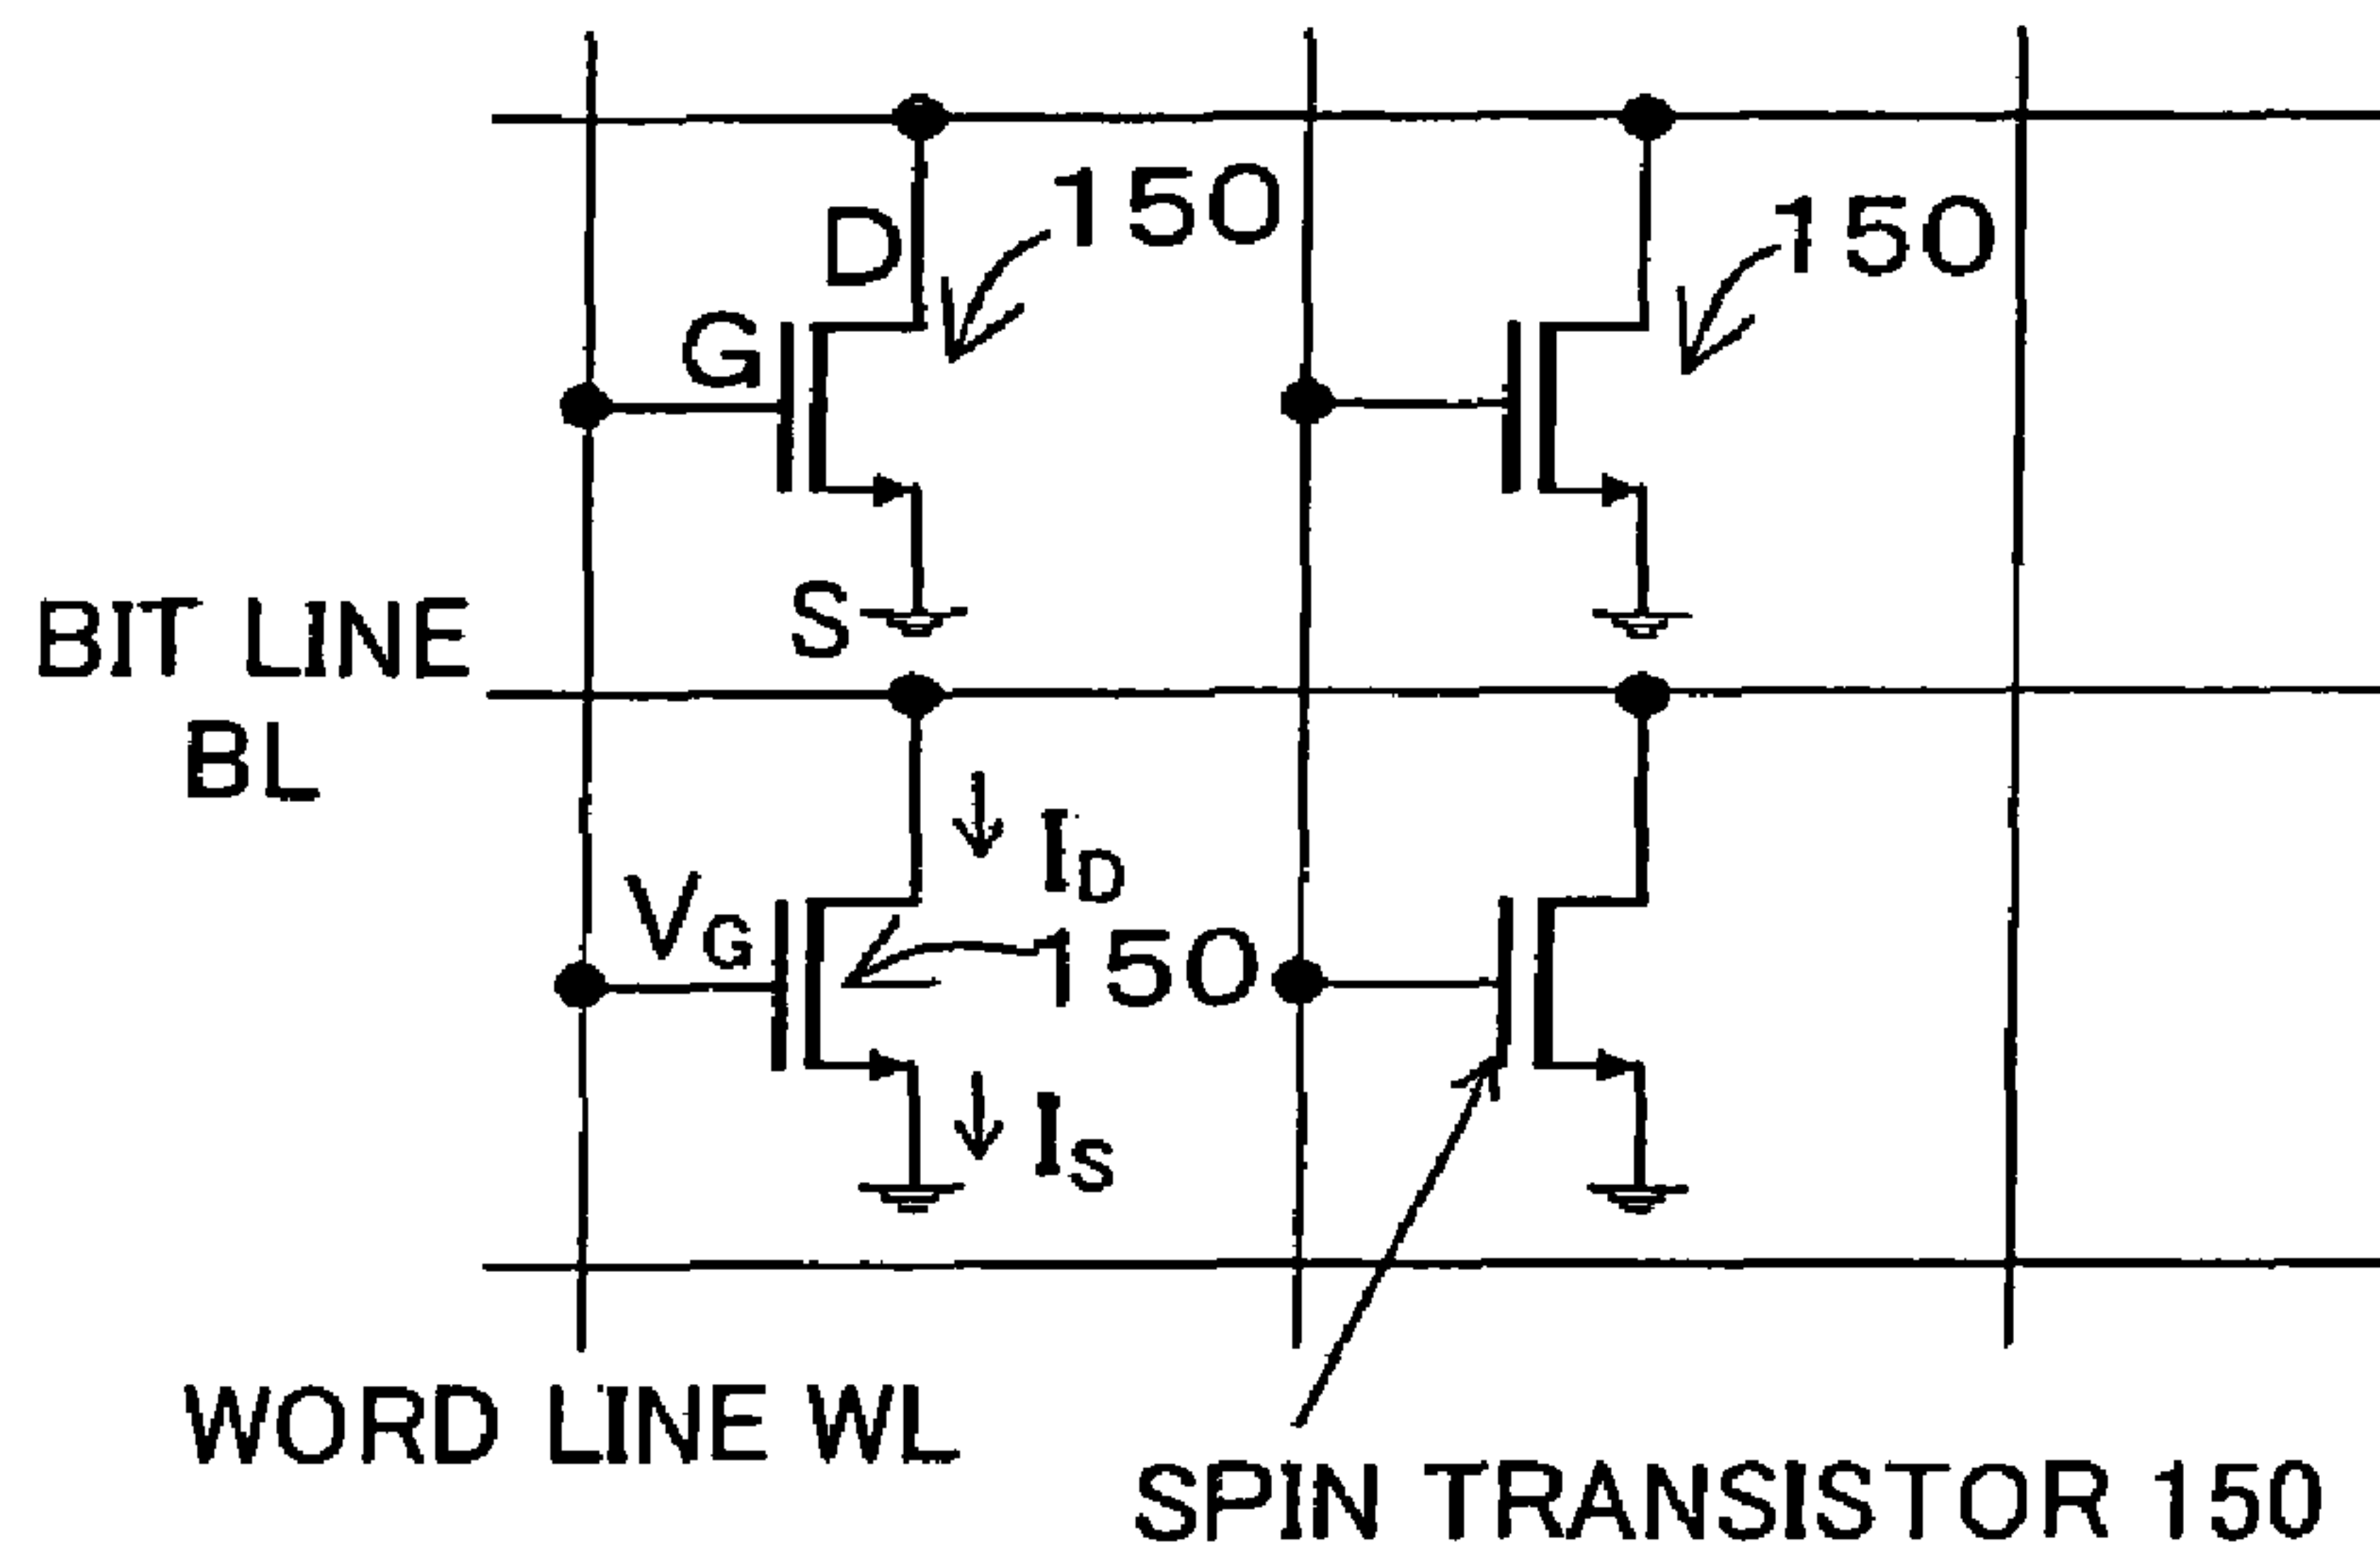 150
150
D
G
S
BIT LINE
BL
I_D
V_G
150
I_S
WORD LINE WL
SPIN TRANSISTOR 150